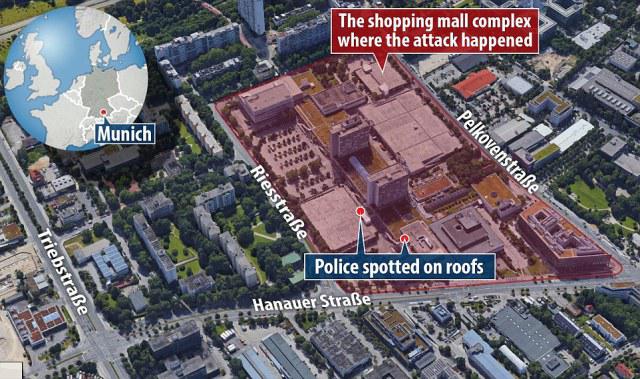 The shopping mall complex
where the attack happened
Munich
Pelkovenstraße
Riesstraße
Triebstraße
Police spotted on roofs
Hanauer Straße